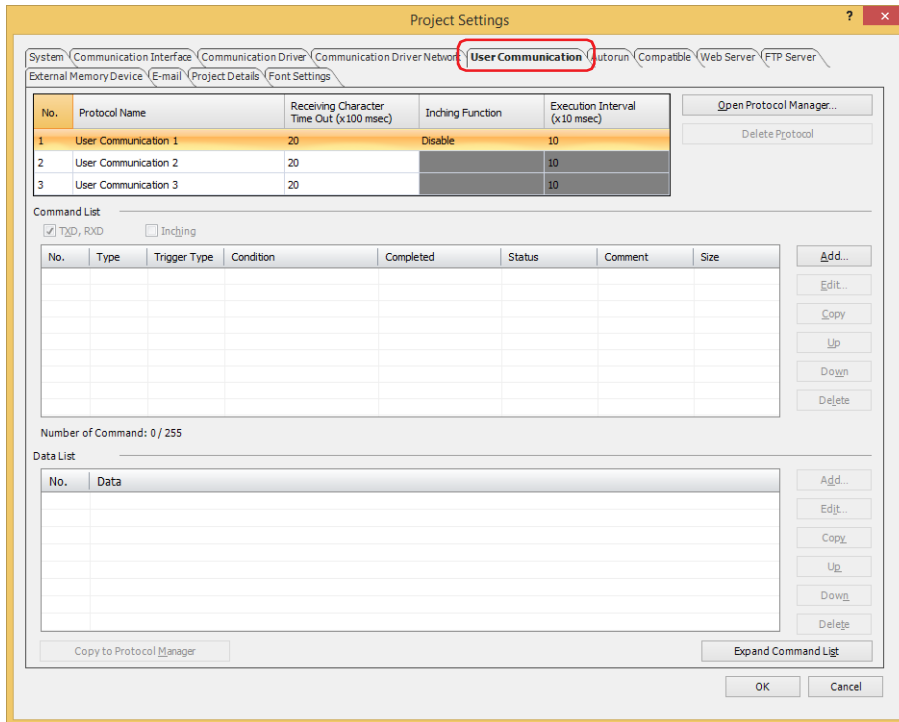 Project Settings
? ×
System Communication Interface Communication Driver Communication Driver Network User Communication Autorun Compatible Web Server FTP Server
External Memory Device E-mail Project Details Font Settings
No. Protocol Name Receiving Character Time Out (x100 msec) Inching Function Execution Interval (x10 msec)
1 User Communication 1 20 Disable 10
2 User Communication 2 20 10
3 User Communication 3 20 10
Open Protocol Manager...
Delete Protocol
Command List
TXD, RXD Inching
No. Type Trigger Type Condition Completed Status Comment Size
Add...
Edit...
Copy
Up
Down
Delete
Number of Command: 0 / 255
Data List
No. Data
Add...
Edit...
Copy
Up
Down
Delete
Copy to Protocol Manager Expand Command List
OK Cancel